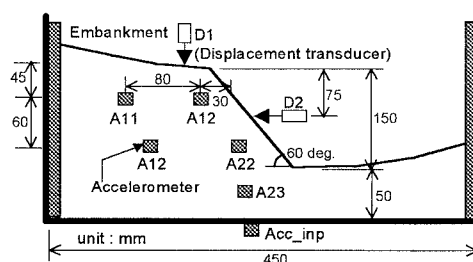 Embankment
D1
(Displacement transducer)
45
80
30
75
D2
150
60
A11
A12
A12
A22
60 deg.
Accelerometer
A23
50
unit : mm
Acc_inp
450